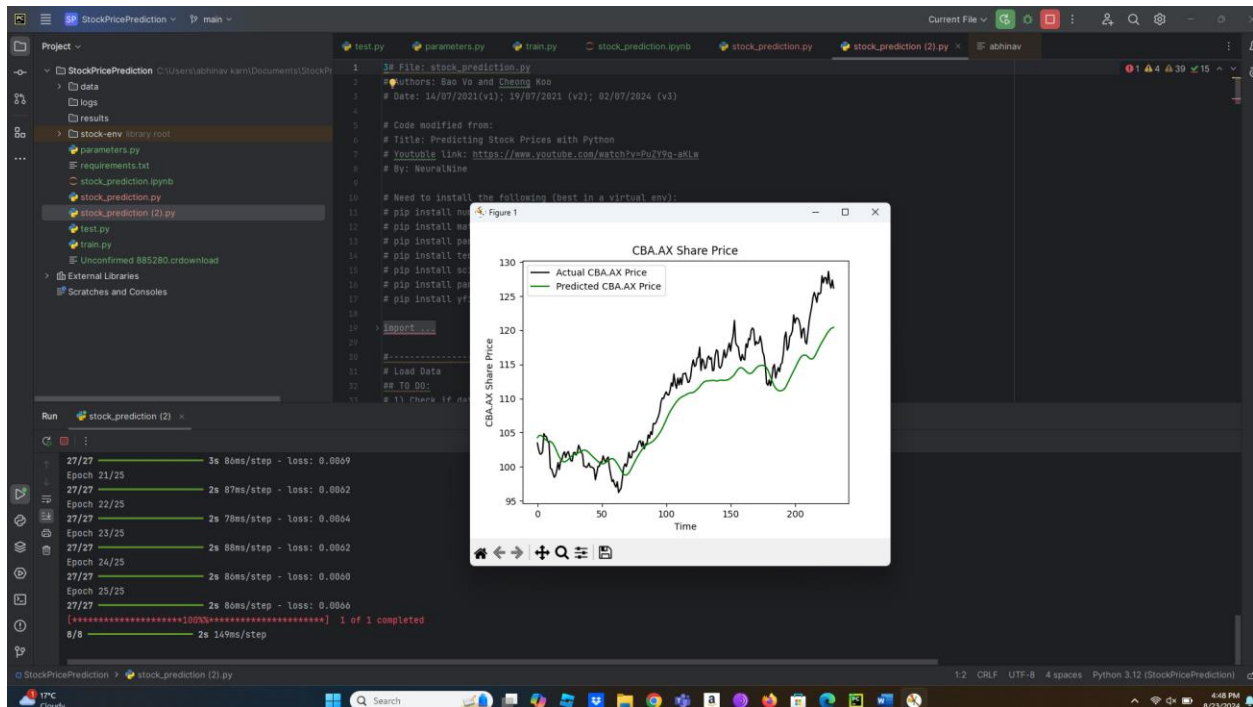 PC
SP StockPricePrediction
main
Current File
Project
StockPricePrediction C:\Users\abhinav karn\Documents\StockPr
data
logs
results
stock-env library root
parameters.py
requirements.txt
stock_prediction.ipynb
stock_prediction.py
stock_prediction (2).py
test.py
train.py
Unconfirmed 885280.crdownload
External Libraries
Scratches and Consoles
test.py
parameters.py
train.py
stock_prediction.ipynb
stock_prediction.py
stock_prediction (2).py
abhinav
1 4 39 15
1 3# File: stock_prediction.py
2 # Authors: Bao Vo and Cheong Koo
3 # Date: 14/07/2021(v1); 19/07/2021 (v2); 02/07/2024 (v3)
4
5 # Code modified from:
6 # Title: Predicting Stock Prices with Python
7 # Youtuble link: https://www.youtube.com/watch?v=PuZY9q-aKLw
8 # By: NeuralNine
9
10 # Need to install the following (best in a virtual env):
11 # pip install nu
12 # pip install mat
13 # pip install pan
14 # pip install ten
15 # pip install sci
16 # pip install pan
17 # pip install yf
18
19 import ...
29
30 #-----------------
31 # Load Data
32 ## TO DO:
33 # 1) Check if dat
Figure 1
CBA.AX Share Price
Actual CBA.AX Price
Predicted CBA.AX Price
CBA.AX Share Price
130
125
120
115
110
105
100
95
0 50 100 150 200
Time
Run
stock_prediction (2)
27/27 3s 86ms/step - loss: 0.0069
Epoch 21/25
27/27 2s 87ms/step - loss: 0.0062
Epoch 22/25
27/27 2s 78ms/step - loss: 0.0064
Epoch 23/25
27/27 2s 88ms/step - loss: 0.0062
Epoch 24/25
27/27 2s 86ms/step - loss: 0.0060
Epoch 25/25
27/27 2s 86ms/step - loss: 0.0066
[*********************100%%**********************] 1 of 1 completed
8/8 2s 149ms/step
StockPricePrediction > stock_prediction (2).py
1:2 CRLF UTF-8 4 spaces Python 3.12 (StockPricePrediction)
1
17°C
Cloudy
Search
4:48 PM
8/23/2024